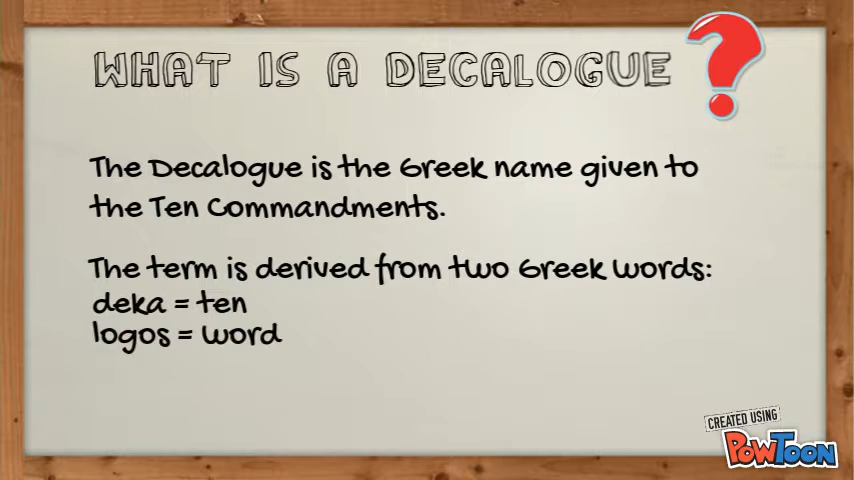 WHAT IS A DECALOGUE ?
The Decalogue is the Greek name given to
the Ten Commandments.
The term is derived from two Greek words:
deka = ten
logos = word
CREATED USING
POWTOON